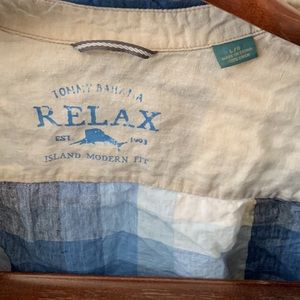 TOMMY BAHAMA
RELAX
EST 1993
ISLAND MODERN FIT
L/G